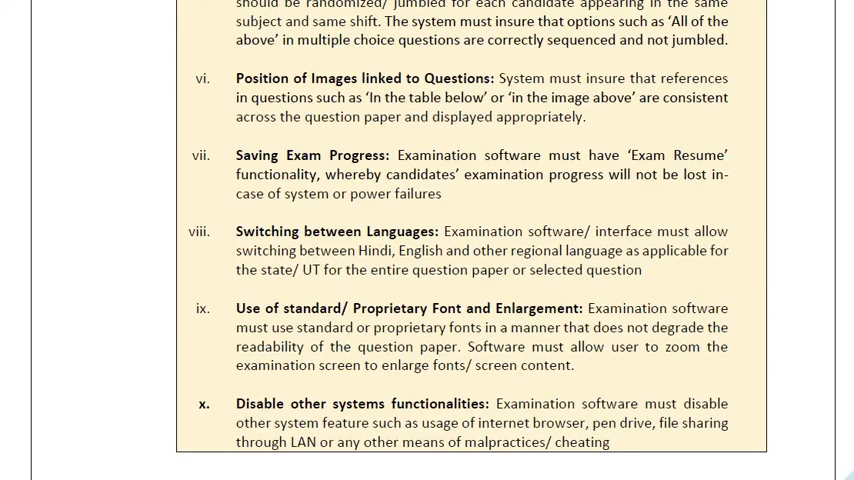 should be randomized/ jumbled for each candidate appearing in the same
subject and same shift. The system must insure that options such as ‘All of the
above’ in multiple choice questions are correctly sequenced and not jumbled.
vi. Position of Images linked to Questions: System must insure that references
in questions such as ‘In the table below’ or ‘in the image above’ are consistent
across the question paper and displayed appropriately.
vii. Saving Exam Progress: Examination software must have ‘Exam Resume’
functionality, whereby candidates’ examination progress will not be lost in-
case of system or power failures
viii. Switching between Languages: Examination software/ interface must allow
switching between Hindi, English and other regional language as applicable for
the state/ UT for the entire question paper or selected question
ix. Use of standard/ Proprietary Font and Enlargement: Examination software
must use standard or proprietary fonts in a manner that does not degrade the
readability of the question paper. Software must allow user to zoom the
examination screen to enlarge fonts/ screen content.
x. Disable other systems functionalities: Examination software must disable
other system feature such as usage of internet browser, pen drive, file sharing
through LAN or any other means of malpractices/ cheating